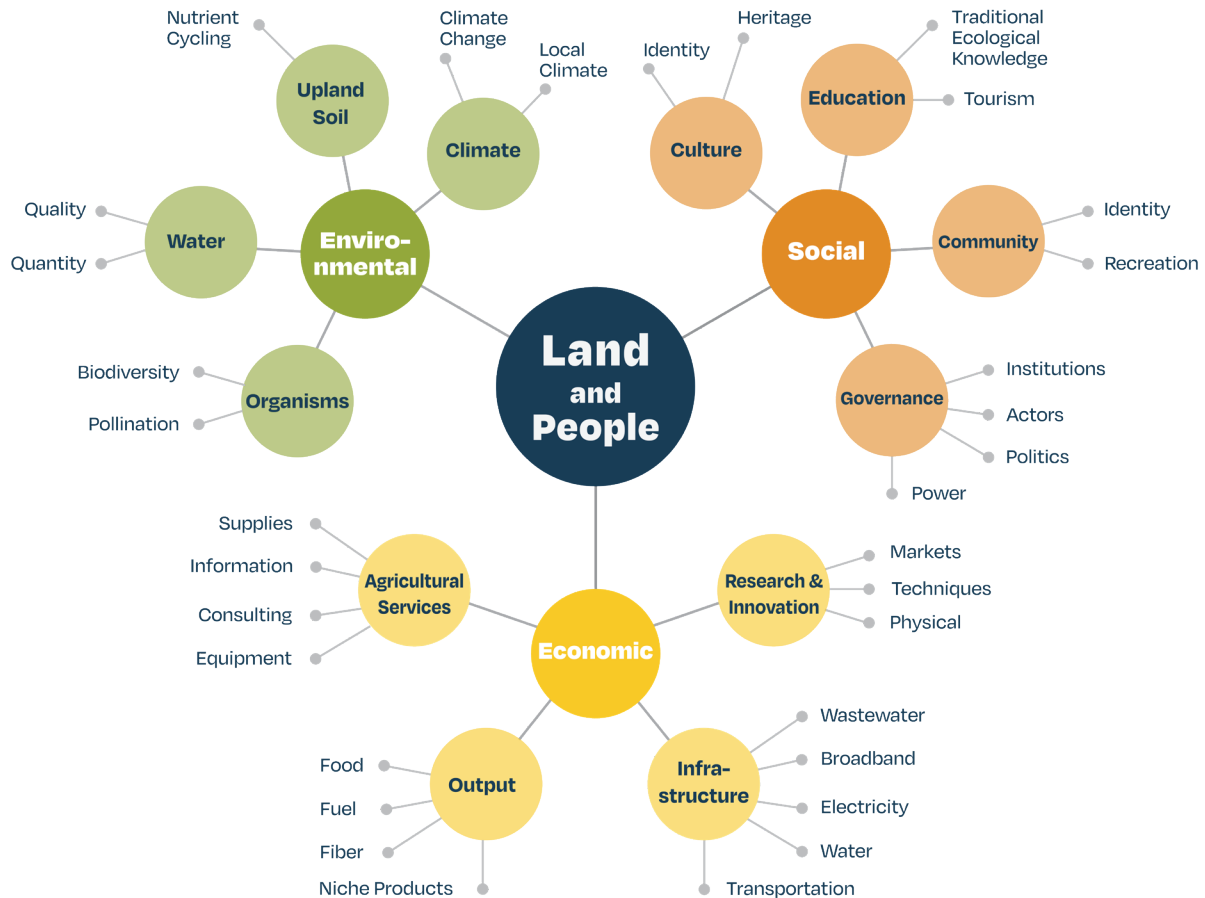 Land
and
People
Enviro-
nmental
Upland
Soil
Nutrient
Cycling
Climate
Climate
Change
Local
Climate
Water
Quality
Quantity
Organisms
Biodiversity
Pollination
Social
Culture
Identity
Heritage
Education
Traditional
Ecological
Knowledge
Tourism
Community
Identity
Recreation
Governance
Institutions
Actors
Politics
Power
Economic
Agricultural
Services
Supplies
Information
Consulting
Equipment
Research &
Innovation
Markets
Techniques
Physical
Output
Food
Fuel
Fiber
Niche Products
Infra-
structure
Wastewater
Broadband
Electricity
Water
Transportation